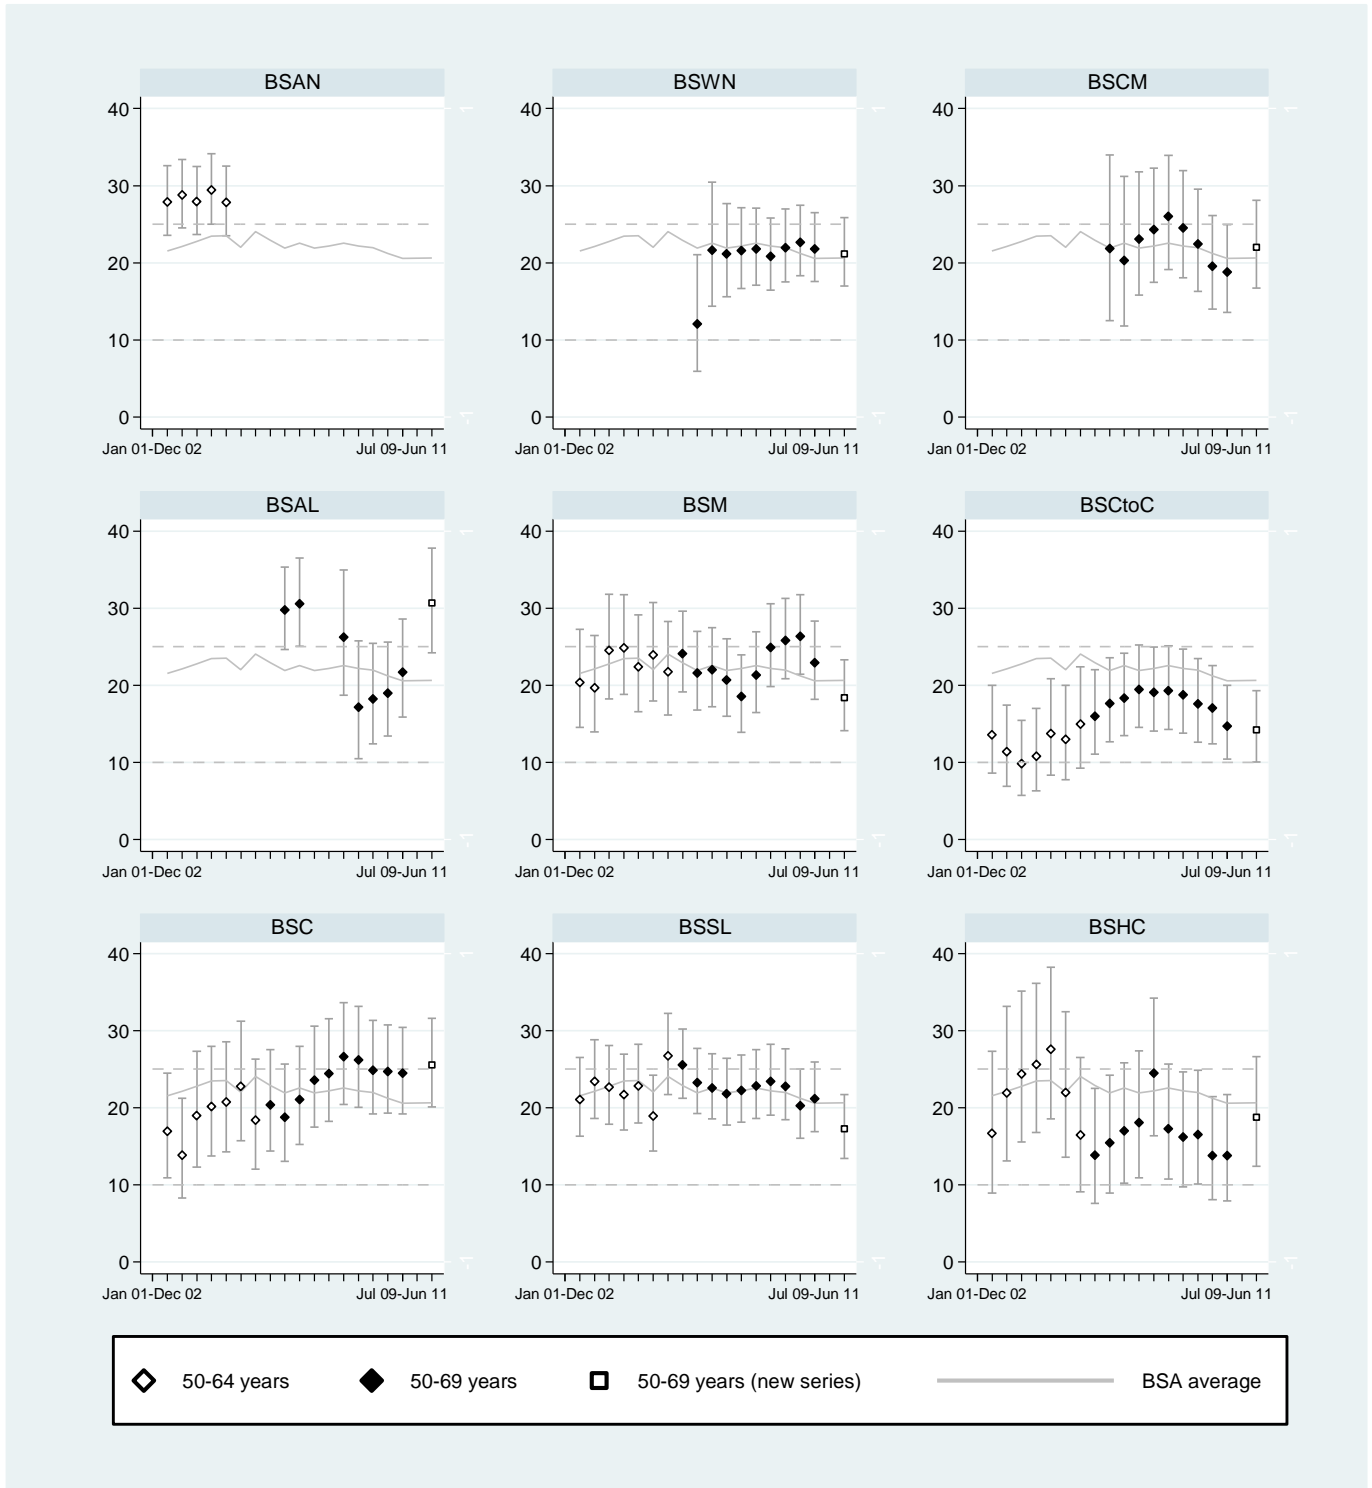 BSAN BSWN BSCM
40 40 40
30 30 30
20 20 20
10 10 10
0 0 0
Jan 01-Dec 02 Jul 09-Jun 11 Jan 01-Dec 02 Jul 09-Jun 11 Jan 01-Dec 02 Jul 09-Jun 11
BSAL BSM BSCtoC
40 40 40
30 30 30
20 20 20
10 10 10
0 0 0
Jan 01-Dec 02 Jul 09-Jun 11 Jan 01-Dec 02 Jul 09-Jun 11 Jan 01-Dec 02 Jul 09-Jun 11
BSC BSSL BSHC
40 40 40
30 30 30
20 20 20
10 10 10
0 0 0
Jan 01-Dec 02 Jul 09-Jun 11 Jan 01-Dec 02 Jul 09-Jun 11 Jan 01-Dec 02 Jul 09-Jun 11
50-64 years 50-69 years 50-69 years (new series) BSA average